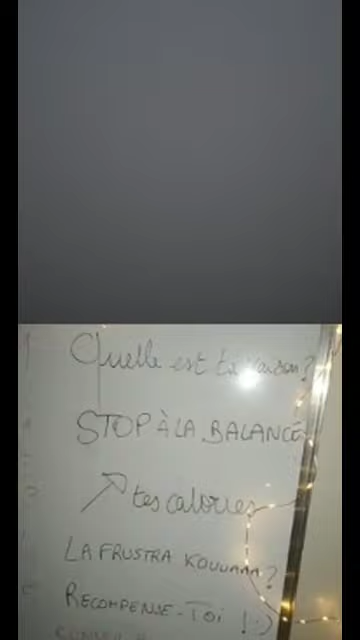 Quelle est ta raison?
STOP À LA BALANCE
↗ tes calories
LA FRUSTRA KOUUAAA?
RECOMPENSE-TOI !:)